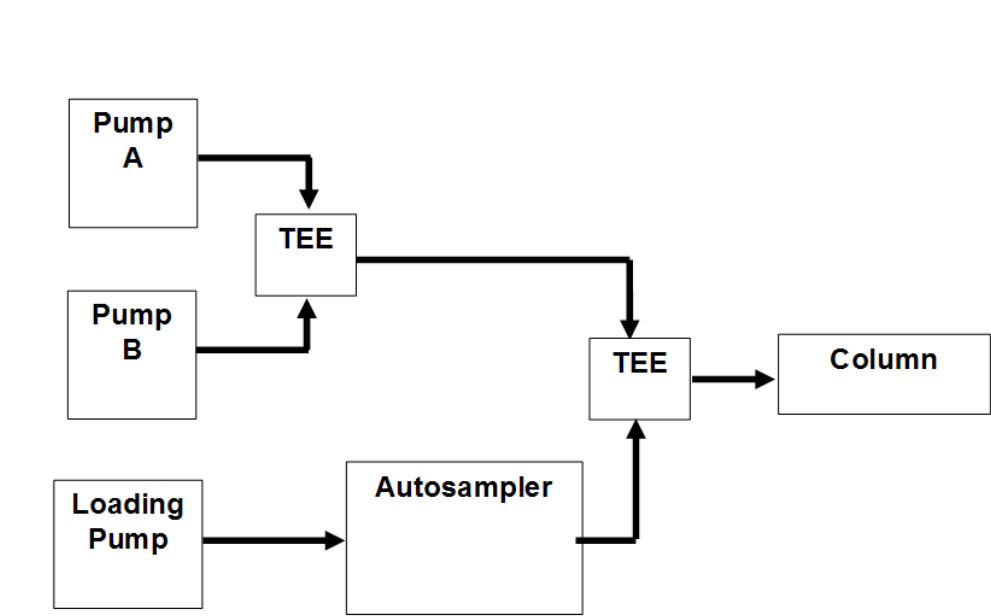 Pump
A
TEE
Pump
B
TEE
Column
Loading
Pump
Autosampler